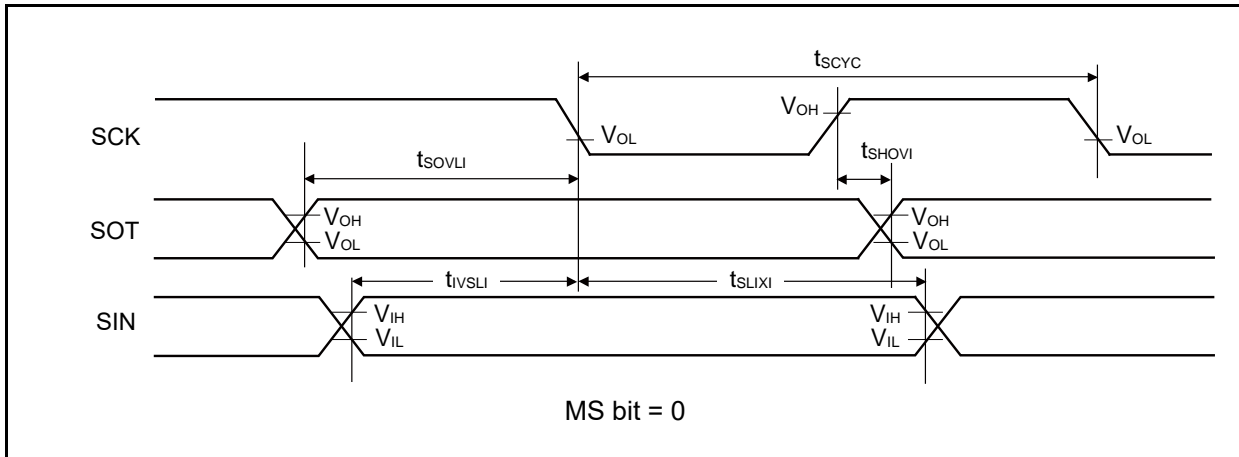 tSCYC
SCK
VOH
VOL
VOL
tSHOVI
tSOVLI
SOT
VOH
VOL
VOH
VOL
tIVSLI
tSLIXI
SIN
VIH
VIL
VIH
VIL
MS bit = 0